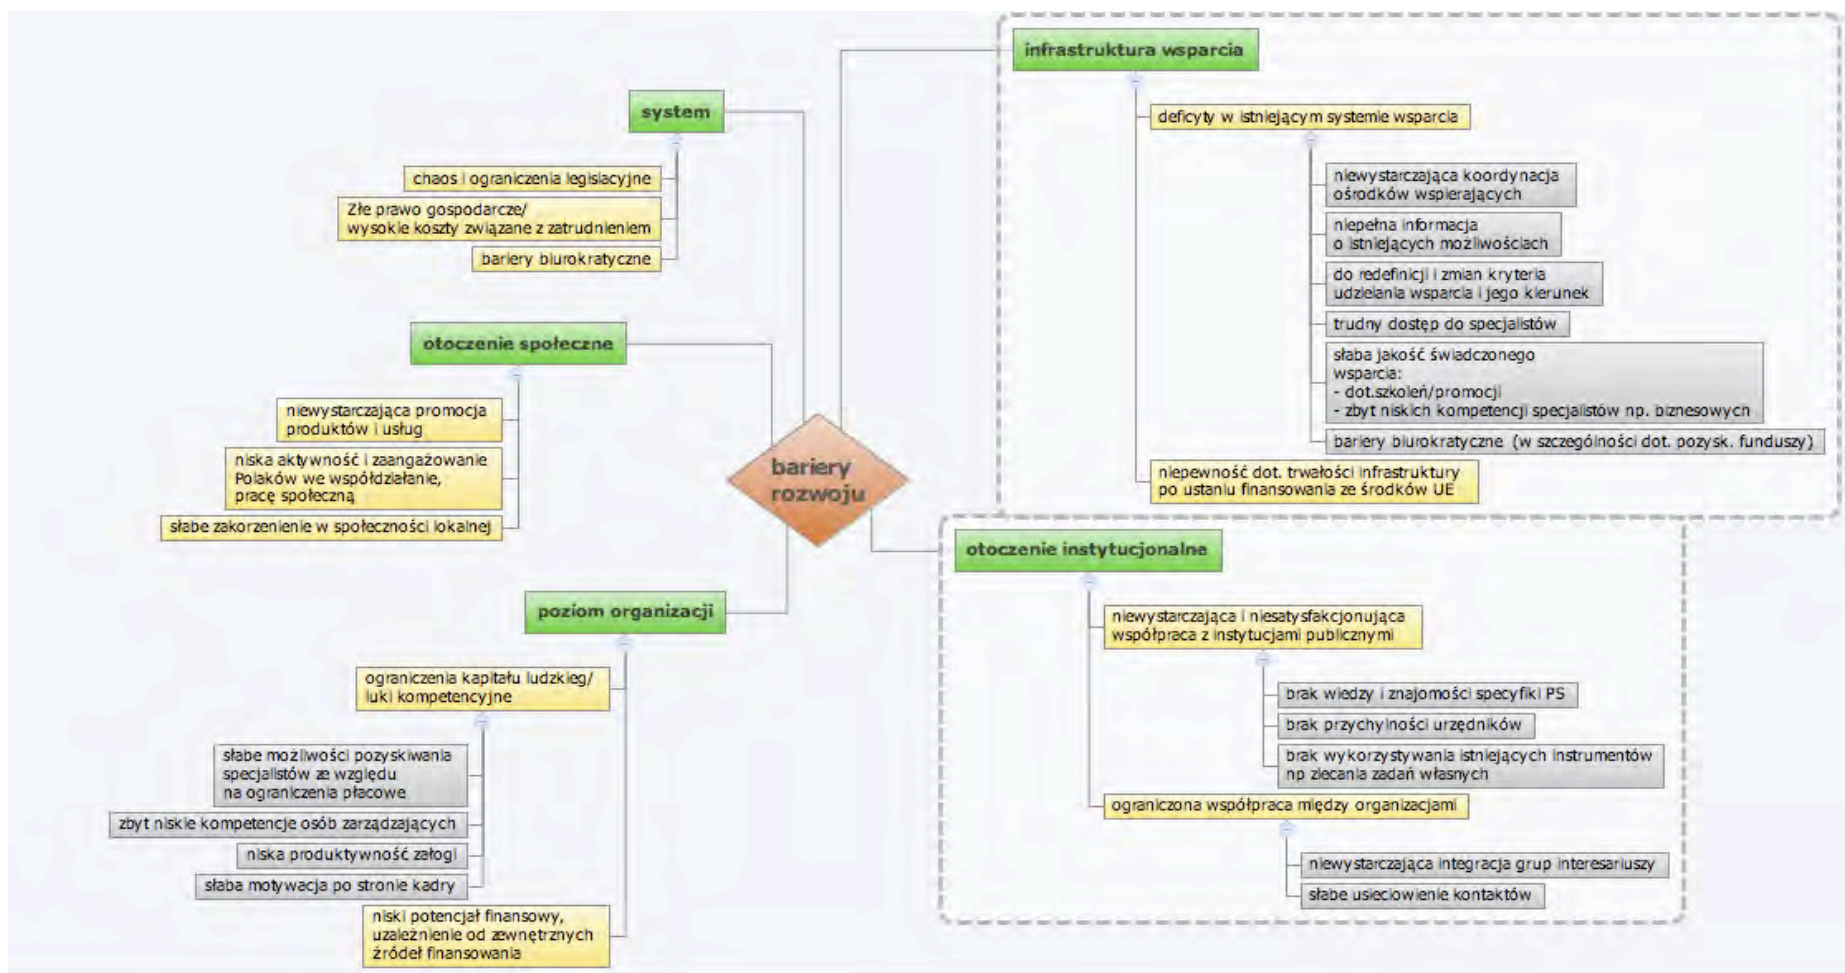 system
chaos i ograniczenia legislacyjne
Złe prawo gospodarcze/
wysokie koszty związane z zatrudnieniem
bariery biurokratyczne
otoczenie społeczne
niewystarczająca promocja
produktów i usług
niska aktywność i zaangażowanie
Polaków we współdziałanie,
pracę społeczną
słabe zakorzenienie w społeczności lokalnej
poziom organizacji
ograniczenia kapitału ludzkieg/
luki kompetencyjne
słabe możliwości pozyskiwania
specjalistów ze względu
na ograniczenia płacowe
zbyt niskie kompetencje osób zarządzających
niska produktywność załogi
słaba motywacja po stronie kadry
niski potencjał finansowy,
uzależnienie od zewnętrznych
źródeł finansowania
bariery
rozwoju
infrastruktura wsparcia
deficyty w istniejącym systemie wsparcia
niewystarczająca koordynacja
ośrodków wspierających
niepełna informacja
o istniejących możliwościach
do redefinicji i zmian kryteria
udzielania wsparcia i jego kierunek
trudny dostęp do specjalistów
słaba jakość świadczonego
wsparcia:
- dot.szkoleń/promocji
- zbyt niskich kompetencji specjalistów np. biznesowych
bariery biurokratyczne (w szczególności dot. pozysk. funduszy)
niepewność dot. trwałości infrastruktury
po ustaniu finansowania ze środków UE
otoczenie instytucjonalne
niewystarczająca i niesatysfakcjonująca
współpraca z instytucjami publicznymi
brak wiedzy i znajomości specyfiki PS
brak przychylności urzędników
brak wykorzystywania istniejących instrumentów
np zlecania zadań własnych
ograniczona współpraca między organizacjami
niewystarczająca integracja grup interesariuszy
słabe usieciowienie kontaktów